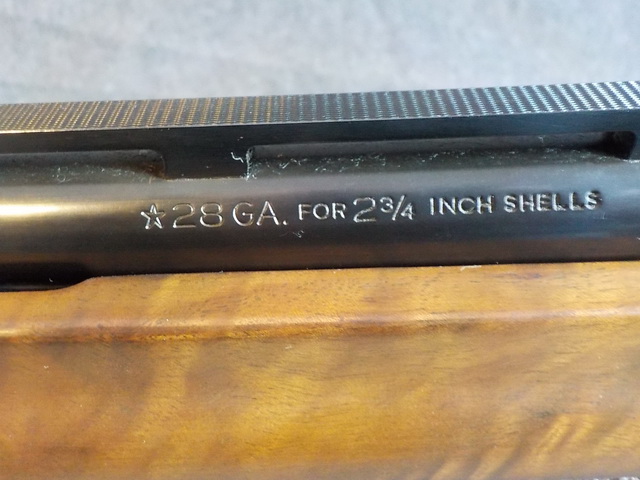 ☆28 GA. FOR 2¾ INCH SHELLS